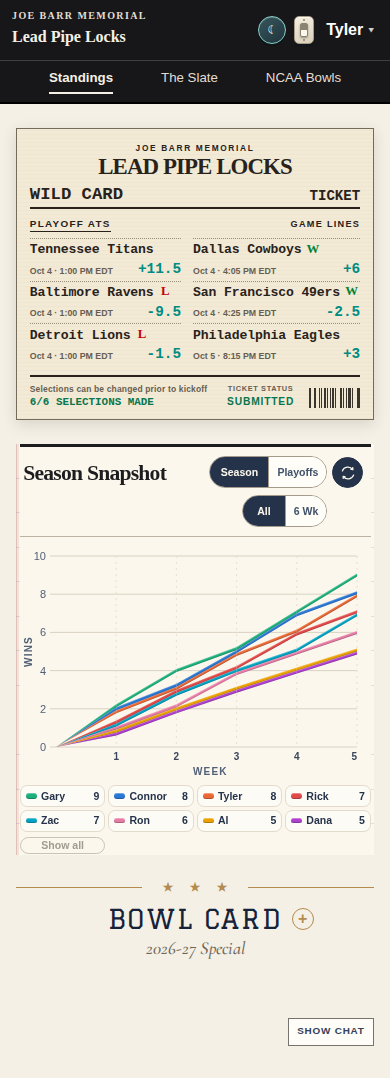 JOE BARR MEMORIAL
Lead Pipe Locks
Tyler
Standings The Slate NCAA Bowls
JOE BARR MEMORIAL
LEAD PIPE LOCKS
WILD CARD TICKET
PLAYOFF ATS GAME LINES
Tennessee Titans Dallas Cowboys W
Oct 4 · 1:00 PM EDT +11.5 Oct 4 · 4:05 PM EDT +6
Baltimore Ravens L San Francisco 49ers W
Oct 4 · 1:00 PM EDT -9.5 Oct 4 · 4:25 PM EDT -2.5
Detroit Lions L Philadelphia Eagles
Oct 4 · 1:00 PM EDT -1.5 Oct 5 · 8:15 PM EDT +3
Selections can be changed prior to kickoff TICKET STATUS
6/6 SELECTIONS MADE SUBMITTED
Season Snapshot Season Playoffs
All 6 Wk
10
8
6
4
2
0
WINS
1 2 3 4 5
WEEK
Gary 9 Connor 8 Tyler 8 Rick 7
Zac 7 Ron 6 Al 5 Dana 5
Show all
BOWL CARD +
2026-27 Special
SHOW CHAT